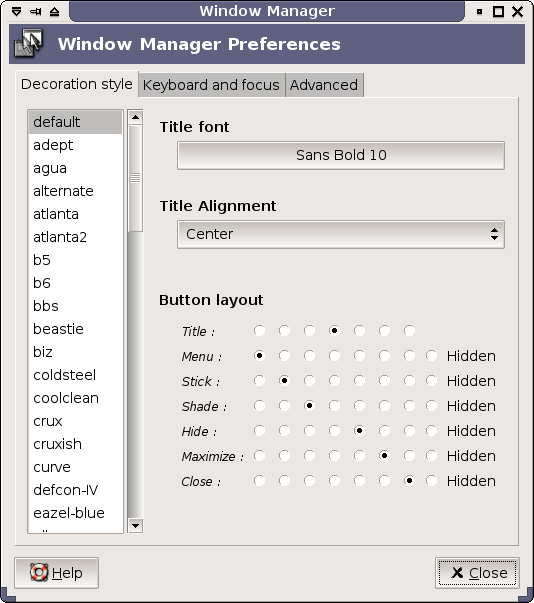 Window Manager
Window Manager Preferences
Decoration style
Keyboard and focus
Advanced
default
adept
agua
alternate
atlanta
atlanta2
b5
b6
bbs
beastie
biz
coldsteel
coolclean
crux
cruxish
curve
defcon-IV
eazel-blue
Title font
Sans Bold 10
Title Alignment
Center
Button layout
Title :
Menu : Hidden
Stick : Hidden
Shade : Hidden
Hide : Hidden
Maximize : Hidden
Close : Hidden
Help
Close